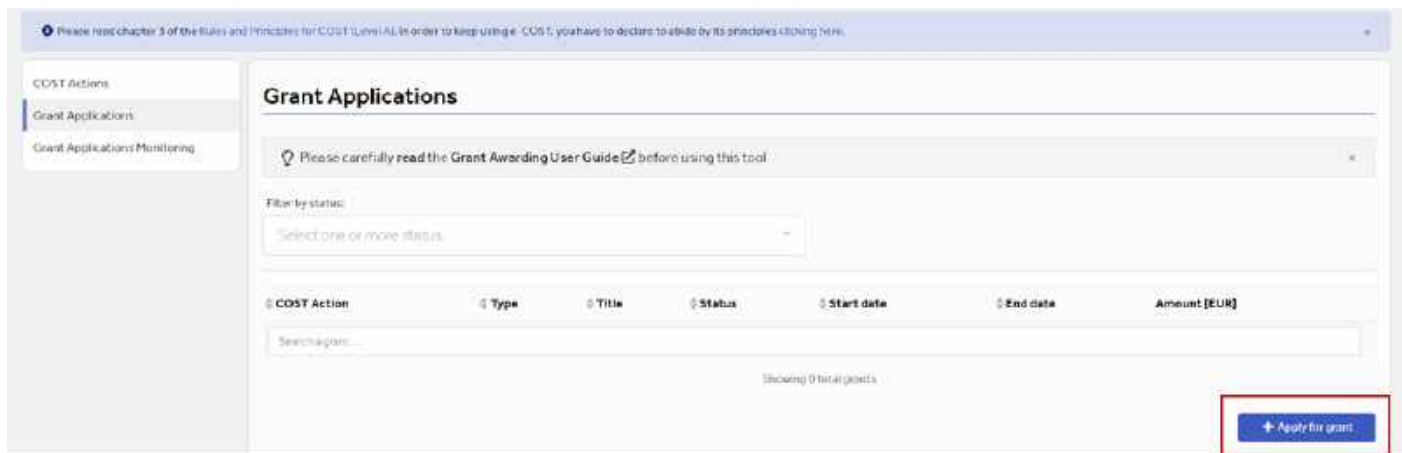 Please read chapter 3 of the Rules and Principles for COST (Level A). In order to keep using e-COST, you have to declare to abide by its principles clicking here.
COST Actions
Grant Applications
Grant Applications Monitoring
Grant Applications
Please carefully read the Grant Awarding User Guide before using this tool
Filter by status:
Select one or more status
COST Action Type Title Status Start date End date Amount [EUR]
Search a grant ...
Showing 0 total grants
+ Apply for grant